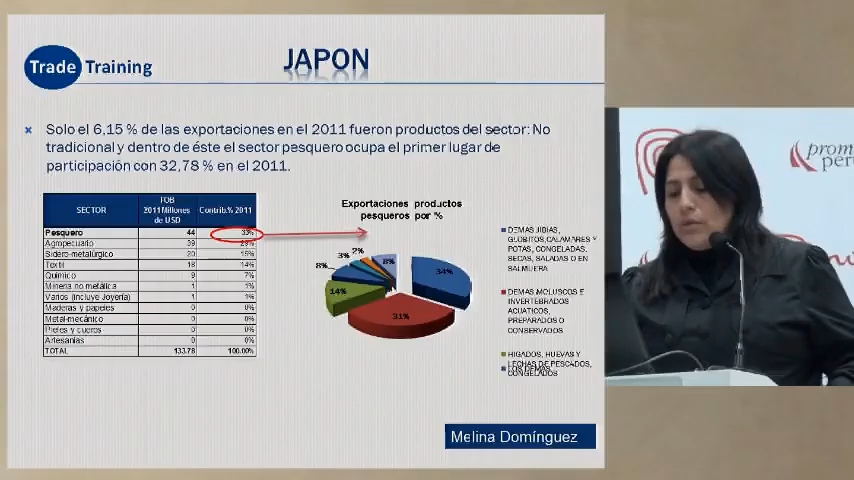 Trade Training
JAPON
Solo el 6,15 % de las exportaciones en el 2011 fueron productos del sector: No
tradicional y dentro de éste el sector pesquero ocupa el primer lugar de
participación con 32,78 % en el 2011.
SECTOR FOB 2011Millones de USD Contrib.% 2011
Pesquero 44 33%
Agropecuario 39 29%
Sidero-metalúrgico 20 15%
Textil 18 14%
Químico 9 7%
Minería no metálica 1 1%
Varios (incluye Joyería) 1 1%
Maderas y papeles 0 0%
Metal-mecánico 0 0%
Pieles y cueros 0 0%
Artesanías 0 0%
TOTAL 133.78 100.00%
Exportaciones productos
pesqueros por %
34%
31%
14%
8%
3%
2%
8%
DEMAS JIBIAS,
GLOBITOS,CALAMARES Y
POTAS, CONGELADAS,
SECAS, SALADAS O EN
SALMUERA
DEMAS MOLUSCOS E
INVERTEBRADOS
ACUATICOS,
PREPARADOS O
CONSERVADOS
HIGADOS, HUEVAS Y
LECHAS DE PESCADOS,
LOS DEMAS
CONGELADOS
Melina Domínguez
prom
perú